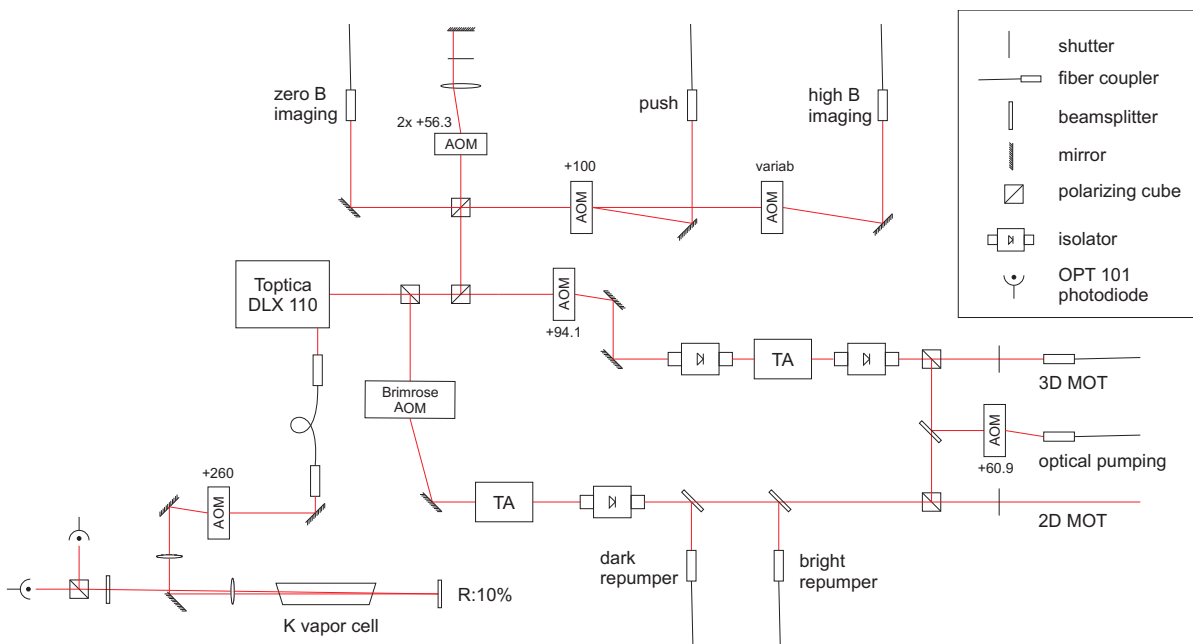 shutter
fiber coupler
beamsplitter
mirror
polarizing cube
isolator
OPT 101
photodiode
zero B
imaging
2x +56.3
AOM
push
high B
imaging
+100
AOM
variab
AOM
Toptica
DLX 110
AOM
+94.1
TA
3D MOT
Brimrose
AOM
AOM
+60.9
optical pumping
+260
AOM
TA
2D MOT
dark
repumper
bright
repumper
R:10%
K vapor cell